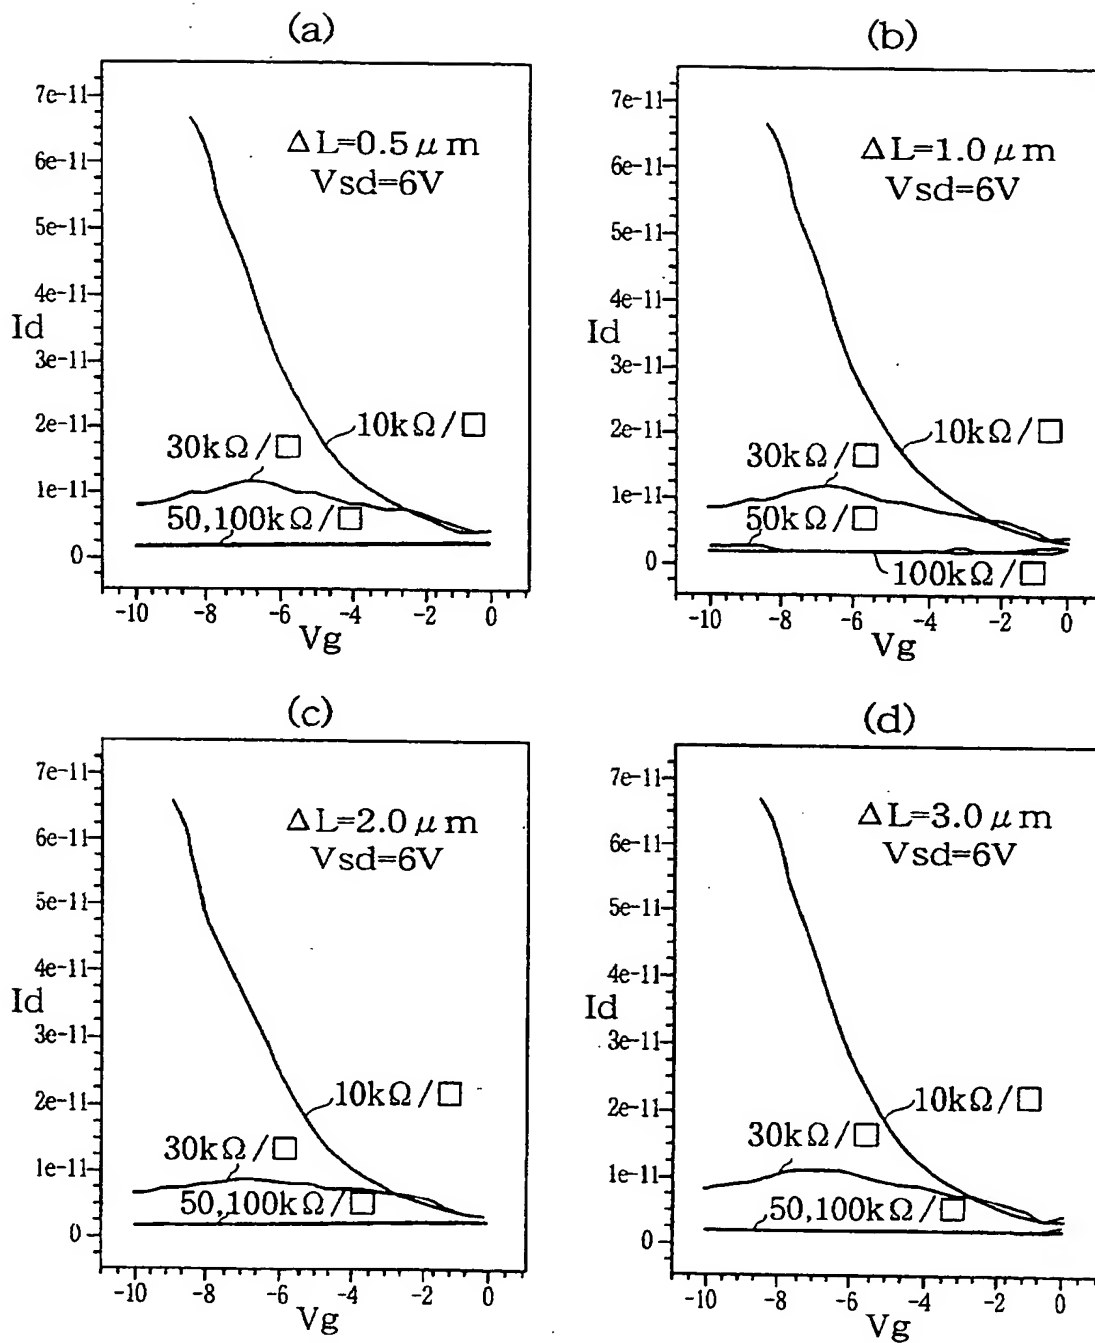 (a)
7e-11
6e-11
5e-11
4e-11
3e-11
2e-11
1e-11
0
Id
ΔL=0.5μm
Vsd=6V
10kΩ/□
30kΩ/□
50,100kΩ/□
-10
-8
-6
-4
-2
0
Vg
(b)
7e-11
6e-11
5e-11
4e-11
3e-11
2e-11
1e-11
0
Id
ΔL=1.0μm
Vsd=6V
10kΩ/□
30kΩ/□
50kΩ/□
100kΩ/□
-10
-8
-6
-4
-2
0
Vg
(c)
7e-11
6e-11
5e-11
4e-11
3e-11
2e-11
1e-11
0
Id
ΔL=2.0μm
Vsd=6V
10kΩ/□
30kΩ/□
50,100kΩ/□
-10
-8
-6
-4
-2
0
Vg
(d)
7e-11
6e-11
5e-11
4e-11
3e-11
2e-11
1e-11
0
Id
ΔL=3.0μm
Vsd=6V
10kΩ/□
30kΩ/□
50,100kΩ/□
-10
-8
-6
-4
-2
0
Vg